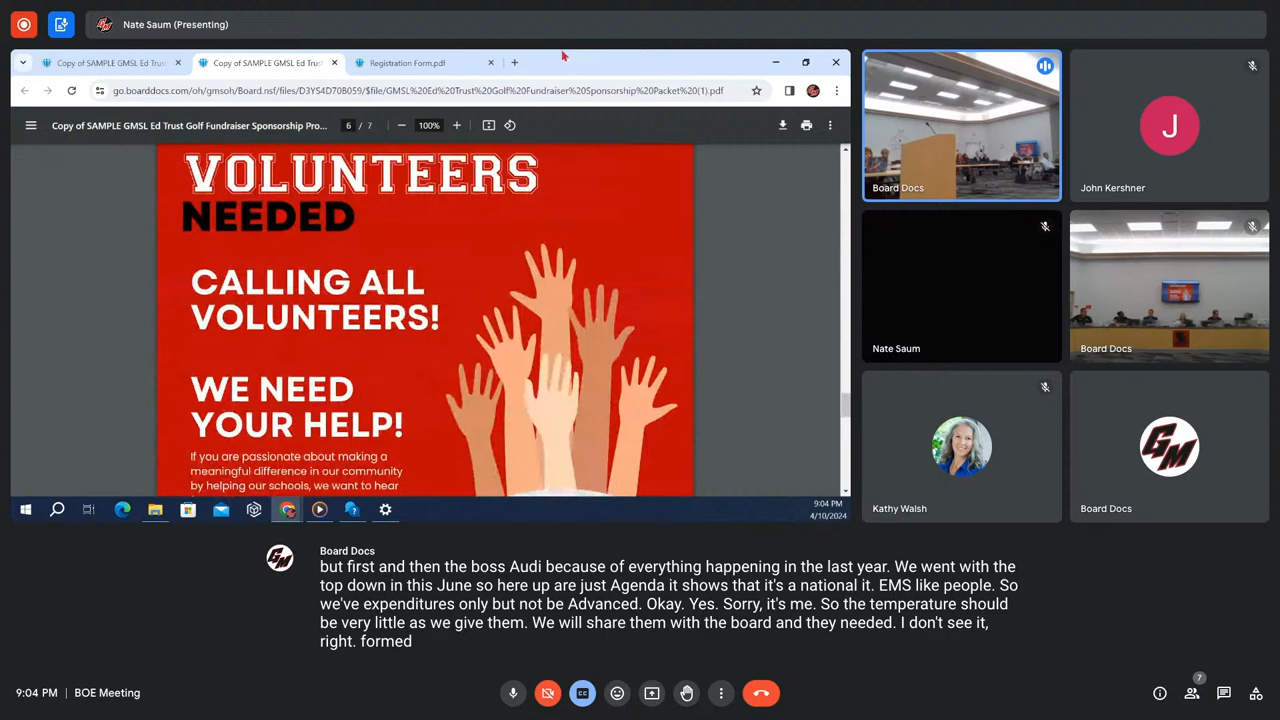 Nate Saum (Presenting)
Copy of SAMPLE GMSL Ed Trust
Copy of SAMPLE GMSL Ed Trust
Registration Form.pdf
go.boarddocs.com/oh/gmsoh/Board.nsf/files/D3YS4D70B059/$file/GMSL%20Ed%20Trust%20Golf%20Fundraiser%20Sponsorship%20Packet%20(1).pdf
Copy of SAMPLE GMSL Ed Trust Golf Fundraiser Sponsorship Pro...
6 / 7
100%
VOLUNTEERS
NEEDED
CALLING ALL
VOLUNTEERS!
WE NEED
YOUR HELP!
If you are passionate about making a
meaningful difference in our community
by helping our schools, we want to hear
9:04 PM
4/10/2024
Board Docs
J
John Kershner
Nate Saum
Board Docs
Kathy Walsh
GM
Board Docs
GM
Board Docs
but first and then the boss Audi because of everything happening in the last year. We went with the
top down in this June so here up are just Agenda it shows that it's a national it. EMS like people. So
we've expenditures only but not be Advanced. Okay. Yes. Sorry, it's me. So the temperature should
be very little as we give them. We will share them with the board and they needed. I don't see it,
right. formed
9:04 PM | BOE Meeting
CC
7